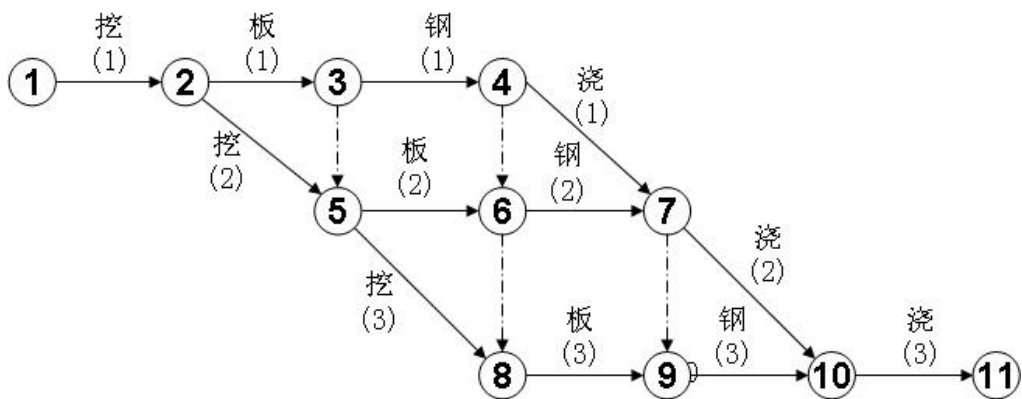 挖 板 钢
(1) (1) (1)
1 2 3 4
浇
(1)
挖 板 钢
(2) (2) (2)
5 6 7
浇
(2)
挖 板 钢 浇
(3) (3) (3) (3)
8 9 10 11